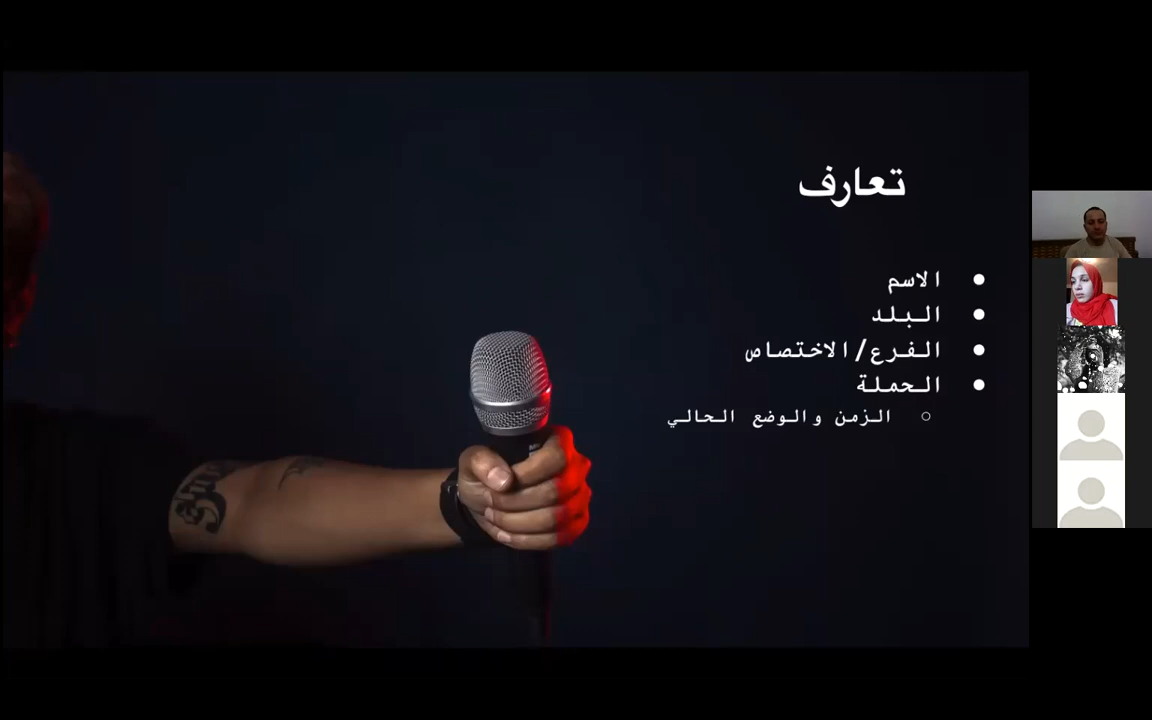 تعارف
الاسم
البلد
الفرع/الاختصاص
الحملة
الزمن والوضع الحالي